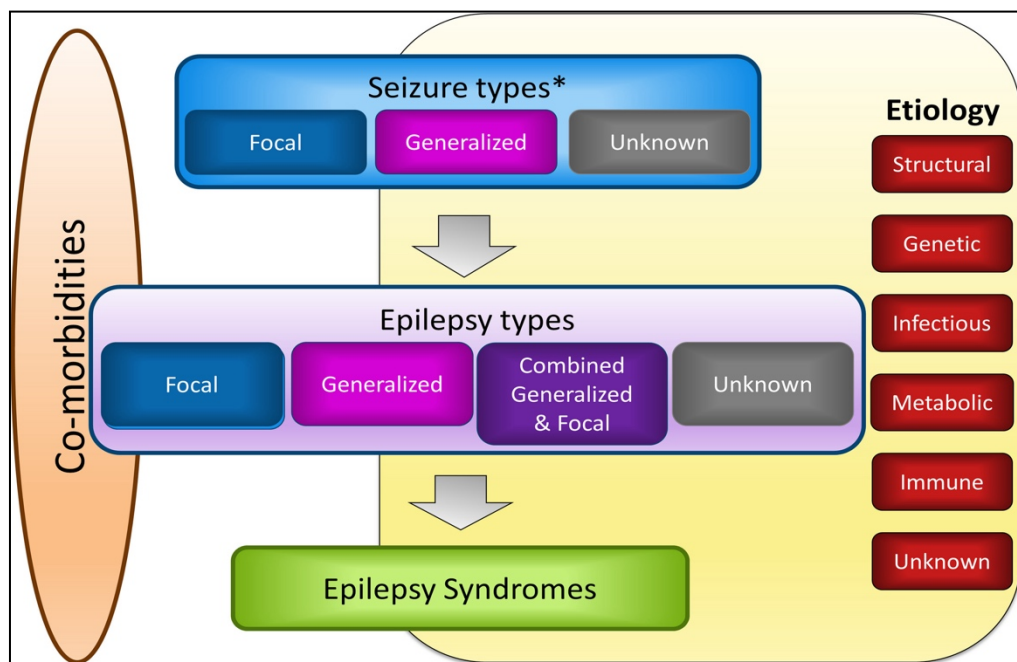 Seizure types*
Focal
Generalized
Unknown
Etiology
Structural
Genetic
Infectious
Metabolic
Immune
Unknown
Co-morbidities
Epilepsy types
Focal
Generalized
Combined
Generalized
& Focal
Unknown
Epilepsy Syndromes